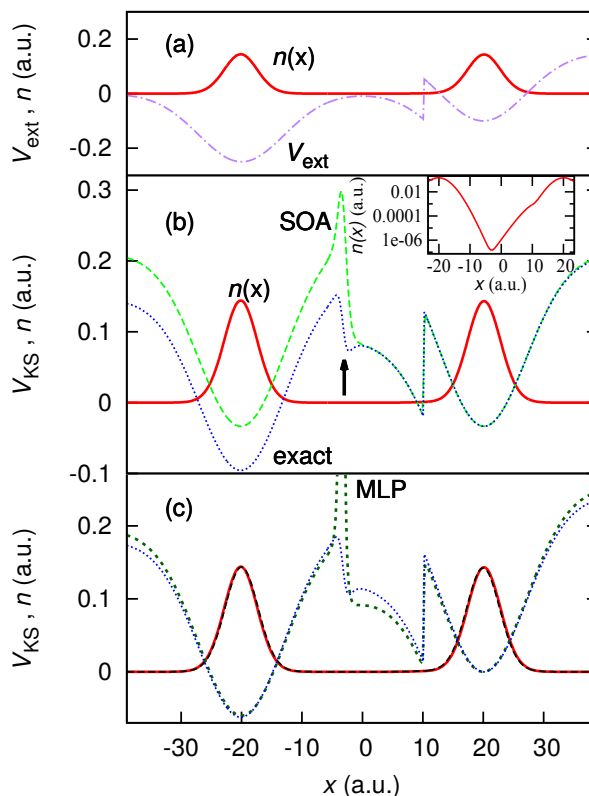 0.2
0
-0.2
V_ext , n (a.u.)
(a)
n(x)
V_ext
0.3
0.2
0.1
0
-0.1
V_KS , n (a.u.)
(b)
SOA
n(x)
exact
0.01
0.0001
1e-06
n(x) (a.u.)
-20 -10 0 10 20
x (a.u.)
0.2
0.1
0
V_KS , n (a.u.)
(c)
MLP
-30 -20 -10 0 10 20 30
x (a.u.)